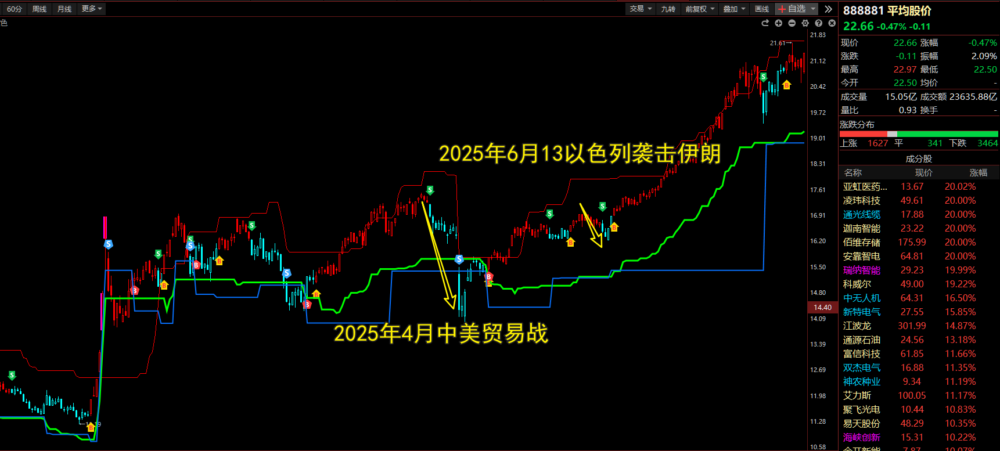 60分 周线 月线 更多
交易 九转 前复权 叠加 画线 自选
色
888881 平均股价
22.66 -0.47% -0.11
现价 22.66 涨幅 -0.47%
涨跌 -0.11 振幅 2.09%
最高 22.97 最低 22.50
今开 22.50 均价 -
成交量 15.05亿 成交额 23635.88亿
量比 0.93 换手 -
涨跌分布
上涨 1627 平 341 下跌 3464
成分股
名称 现价 涨幅
亚虹医药... 13.67 20.02%
凌玮科技 49.61 20.00%
通光线缆 17.88 20.00%
迦南智能 23.22 20.00%
佰维存储 175.99 20.00%
安靠智电 64.81 20.00%
瑞纳智能 29.23 19.99%
科威尔 49.00 19.22%
中无人机 64.31 16.50%
新特电气 27.55 15.85%
江波龙 301.99 14.87%
通源石油 24.56 13.18%
富信科技 61.85 11.66%
双杰电气 16.88 11.35%
神农种业 9.34 11.19%
艾力斯 100.05 11.17%
聚飞光电 10.44 10.83%
易天股份 48.29 10.35%
海峡创新 15.31 10.22%
21.83
21.12
20.42
19.72
19.01
18.31
17.61
16.91
16.20
15.50
14.80
14.40
14.09
13.39
12.69
11.98
11.28
10.58
21.61
2025年6月13以色列袭击伊朗
2025年4月中美贸易战